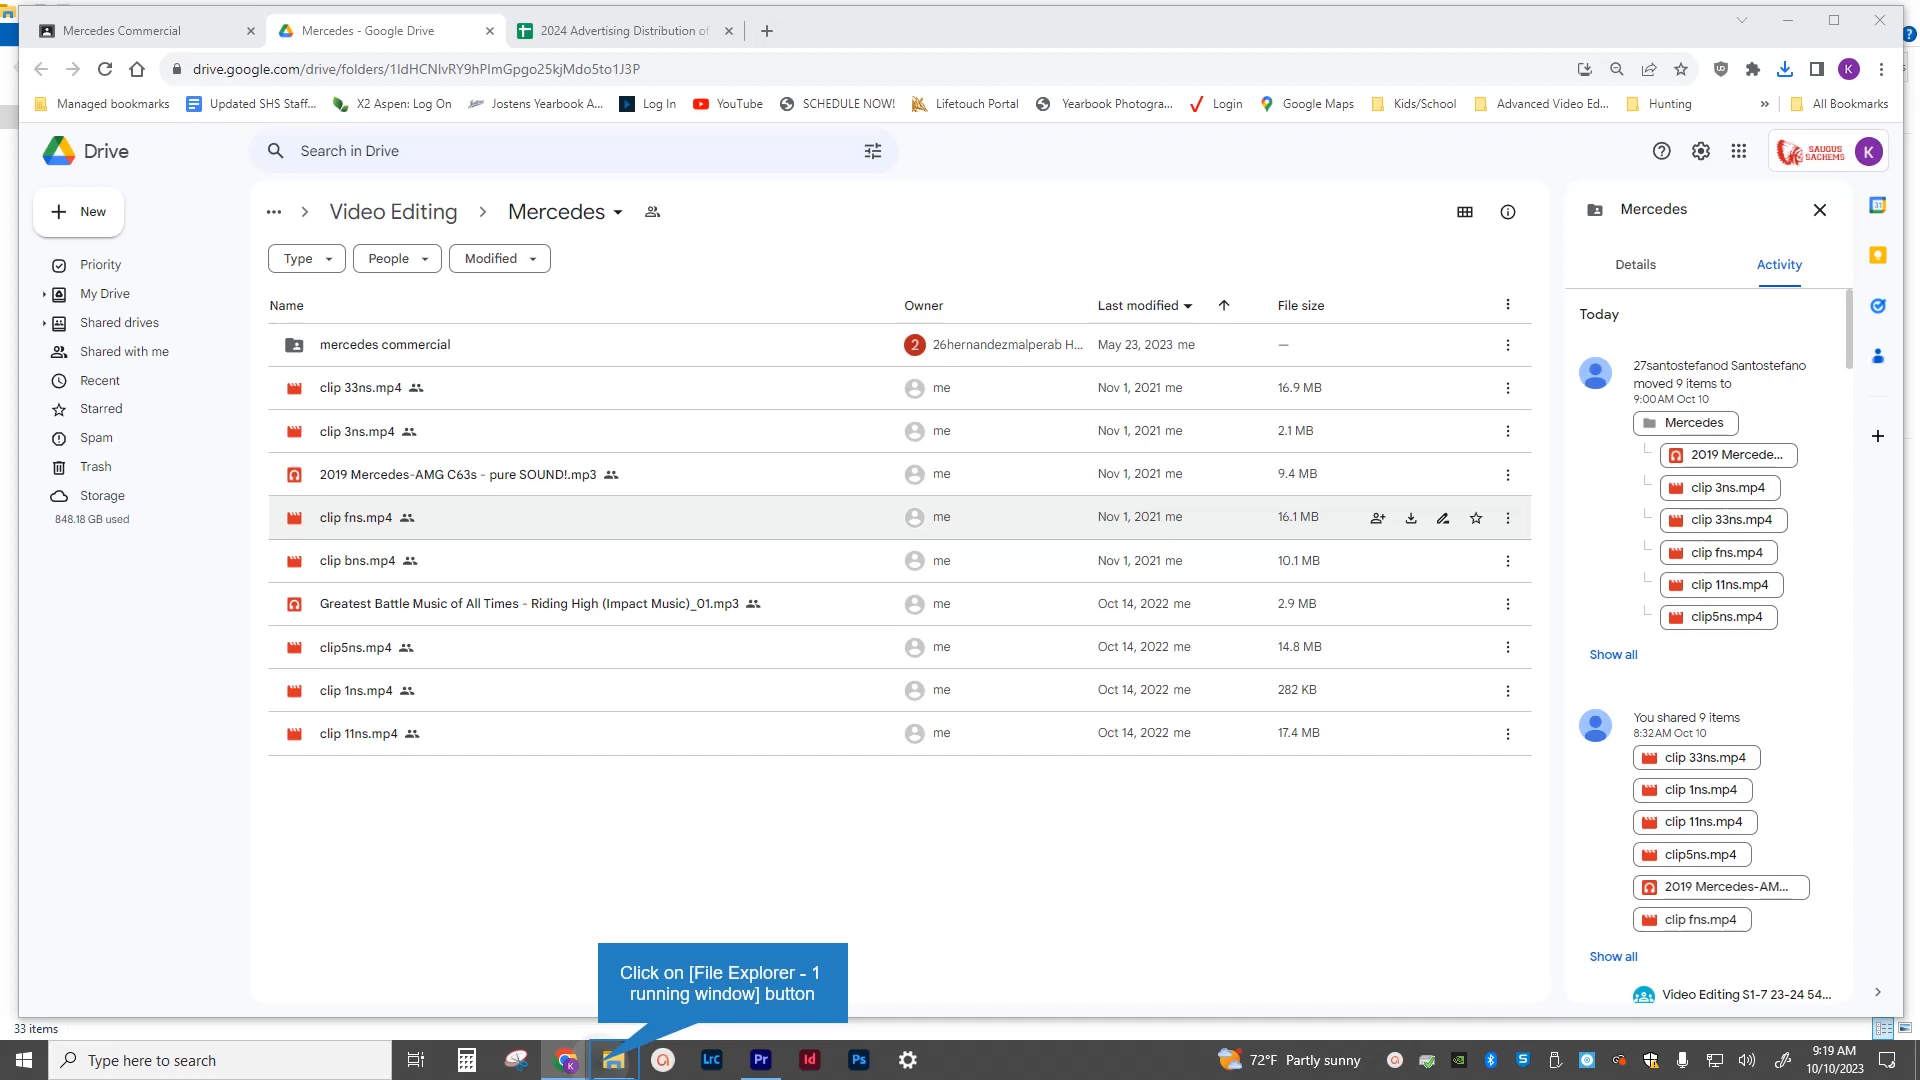 Mercedes Commercial
Mercedes - Google Drive
2024 Advertising Distribution of
drive.google.com/drive/folders/1ldHCNlvRY9hPlmGpgo25kjMdo5to1J3P
K
Managed bookmarks
Updated SHS Staff...
X2 Aspen: Log On
Jostens Yearbook A...
Log In
YouTube
SCHEDULE NOW!
Lifetouch Portal
Yearbook Photogra...
Login
Google Maps
Kids/School
Advanced Video Ed...
Hunting
»
All Bookmarks
Drive
Search in Drive
SAUGUS
SACHEMS
K
New
Priority
My Drive
Shared drives
Shared with me
Recent
Starred
Spam
Trash
Storage
848.18 GB used
Video Editing
Mercedes
Type
People
Modified
Name Owner Last modified File size
mercedes commercial 2 26hernandezmalperab H... May 23, 2023 me —
clip 33ns.mp4 me Nov 1, 2021 me 16.9 MB
clip 3ns.mp4 me Nov 1, 2021 me 2.1 MB
2019 Mercedes-AMG C63s - pure SOUND!.mp3 me Nov 1, 2021 me 9.4 MB
clip fns.mp4 me Nov 1, 2021 me 16.1 MB
clip bns.mp4 me Nov 1, 2021 me 10.1 MB
Greatest Battle Music of All Times - Riding High (Impact Music)_01.mp3 me Oct 14, 2022 me 2.9 MB
clip5ns.mp4 me Oct 14, 2022 me 14.8 MB
clip 1ns.mp4 me Oct 14, 2022 me 282 KB
clip 11ns.mp4 me Oct 14, 2022 me 17.4 MB
Mercedes
Details
Activity
Today
27santostefanod Santostefano
moved 9 items to
9:00 AM Oct 10
Mercedes
2019 Mercede...
clip 3ns.mp4
clip 33ns.mp4
clip fns.mp4
clip 11ns.mp4
clip5ns.mp4
Show all
You shared 9 items
8:32 AM Oct 10
clip 33ns.mp4
clip 1ns.mp4
clip 11ns.mp4
clip5ns.mp4
2019 Mercedes-AM...
clip fns.mp4
Show all
Video Editing S1-7 23-24 54...
31
Click on [File Explorer - 1
running window] button
33 items
Type here to search
K
Lrc
Pr
Id
Ps
72°F Partly sunny
9:19 AM
10/10/2023